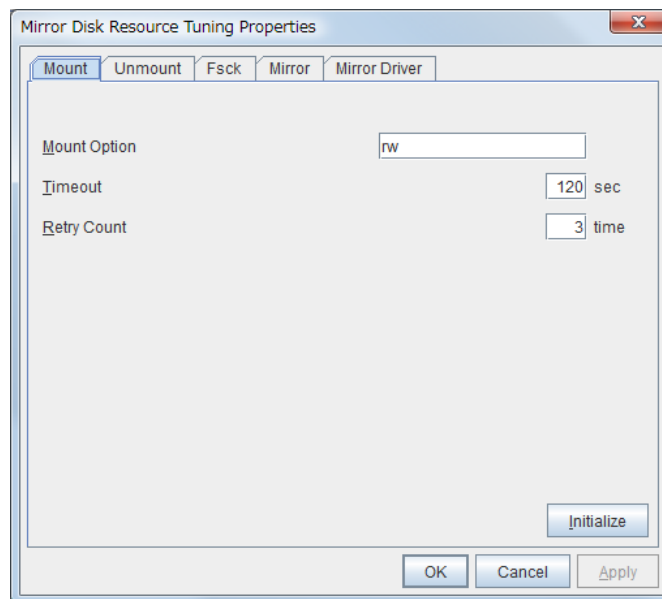 Mirror Disk Resource Tuning Properties
Mount Unmount Fsck Mirror Mirror Driver
Mount Option rw
Timeout 120 sec
Retry Count 3 time
Initialize
OK Cancel Apply